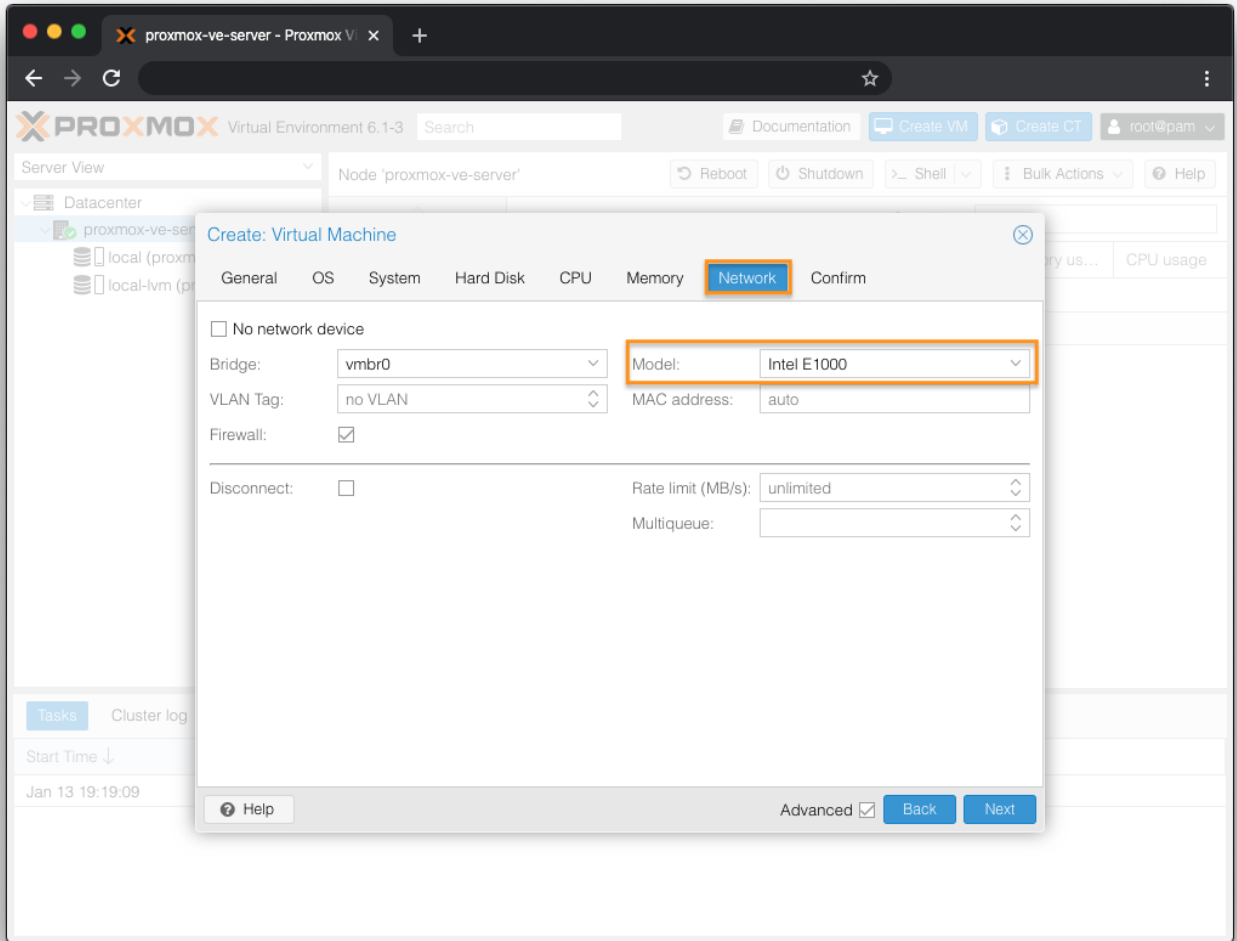 proxmox-ve-server - Proxmox Vi
PROXMOX Virtual Environment 6.1-3 Search Documentation Create VM Create CT root@pam
Server View
Node 'proxmox-ve-server' Reboot Shutdown >_ Shell Bulk Actions Help
Datacenter
proxmox-ve-ser
local (proxm
local-lvm (pr
ry us... CPU usage
Create: Virtual Machine
General OS System Hard Disk CPU Memory Network Confirm
No network device
Bridge: vmbr0 Model: Intel E1000
VLAN Tag: no VLAN MAC address: auto
Firewall:
Disconnect: Rate limit (MB/s): unlimited
Multiqueue:
Help Advanced Back Next
Tasks Cluster log
Start Time
Jan 13 19:19:09